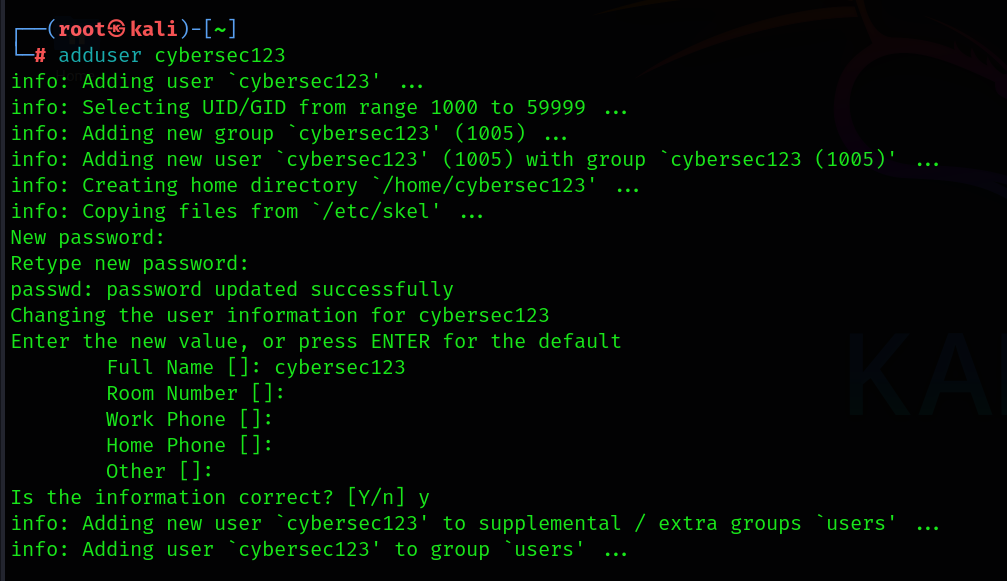 ┌──(root㉿kali)-[~]
└─# adduser cybersec123
info: Adding user `cybersec123' ...
info: Selecting UID/GID from range 1000 to 59999 ...
info: Adding new group `cybersec123' (1005) ...
info: Adding new user `cybersec123' (1005) with group `cybersec123 (1005)' ...
info: Creating home directory `/home/cybersec123' ...
info: Copying files from `/etc/skel' ...
New password:
Retype new password:
passwd: password updated successfully
Changing the user information for cybersec123
Enter the new value, or press ENTER for the default
        Full Name []: cybersec123
        Room Number []:
        Work Phone []:
        Home Phone []:
        Other []:
Is the information correct? [Y/n] y
info: Adding new user `cybersec123' to supplemental / extra groups `users' ...
info: Adding user `cybersec123' to group `users' ...